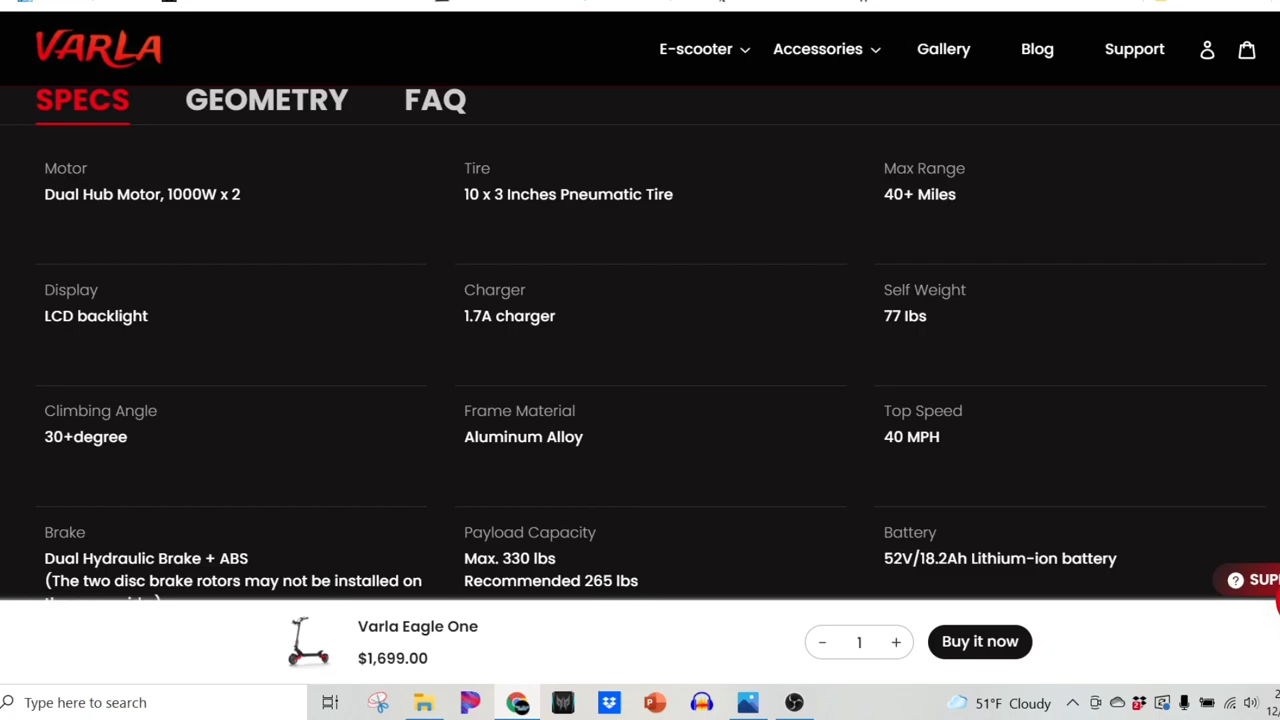 VARLA
E-scooter
Accessories
Gallery
Blog
Support
SPECS
GEOMETRY
FAQ
Motor
Dual Hub Motor, 1000W x 2
Tire
10 x 3 Inches Pneumatic Tire
Max Range
40+ Miles
Display
LCD backlight
Charger
1.7A charger
Self Weight
77 lbs
Climbing Angle
30+degree
Frame Material
Aluminum Alloy
Top Speed
40 MPH
Brake
Dual Hydraulic Brake + ABS
(The two disc brake rotors may not be installed on
Payload Capacity
Max. 330 lbs
Recommended 265 lbs
Battery
52V/18.2Ah Lithium-ion battery
SUP
Varla Eagle One
$1,699.00
- 1 +
Buy it now
Type here to search
51°F Cloudy